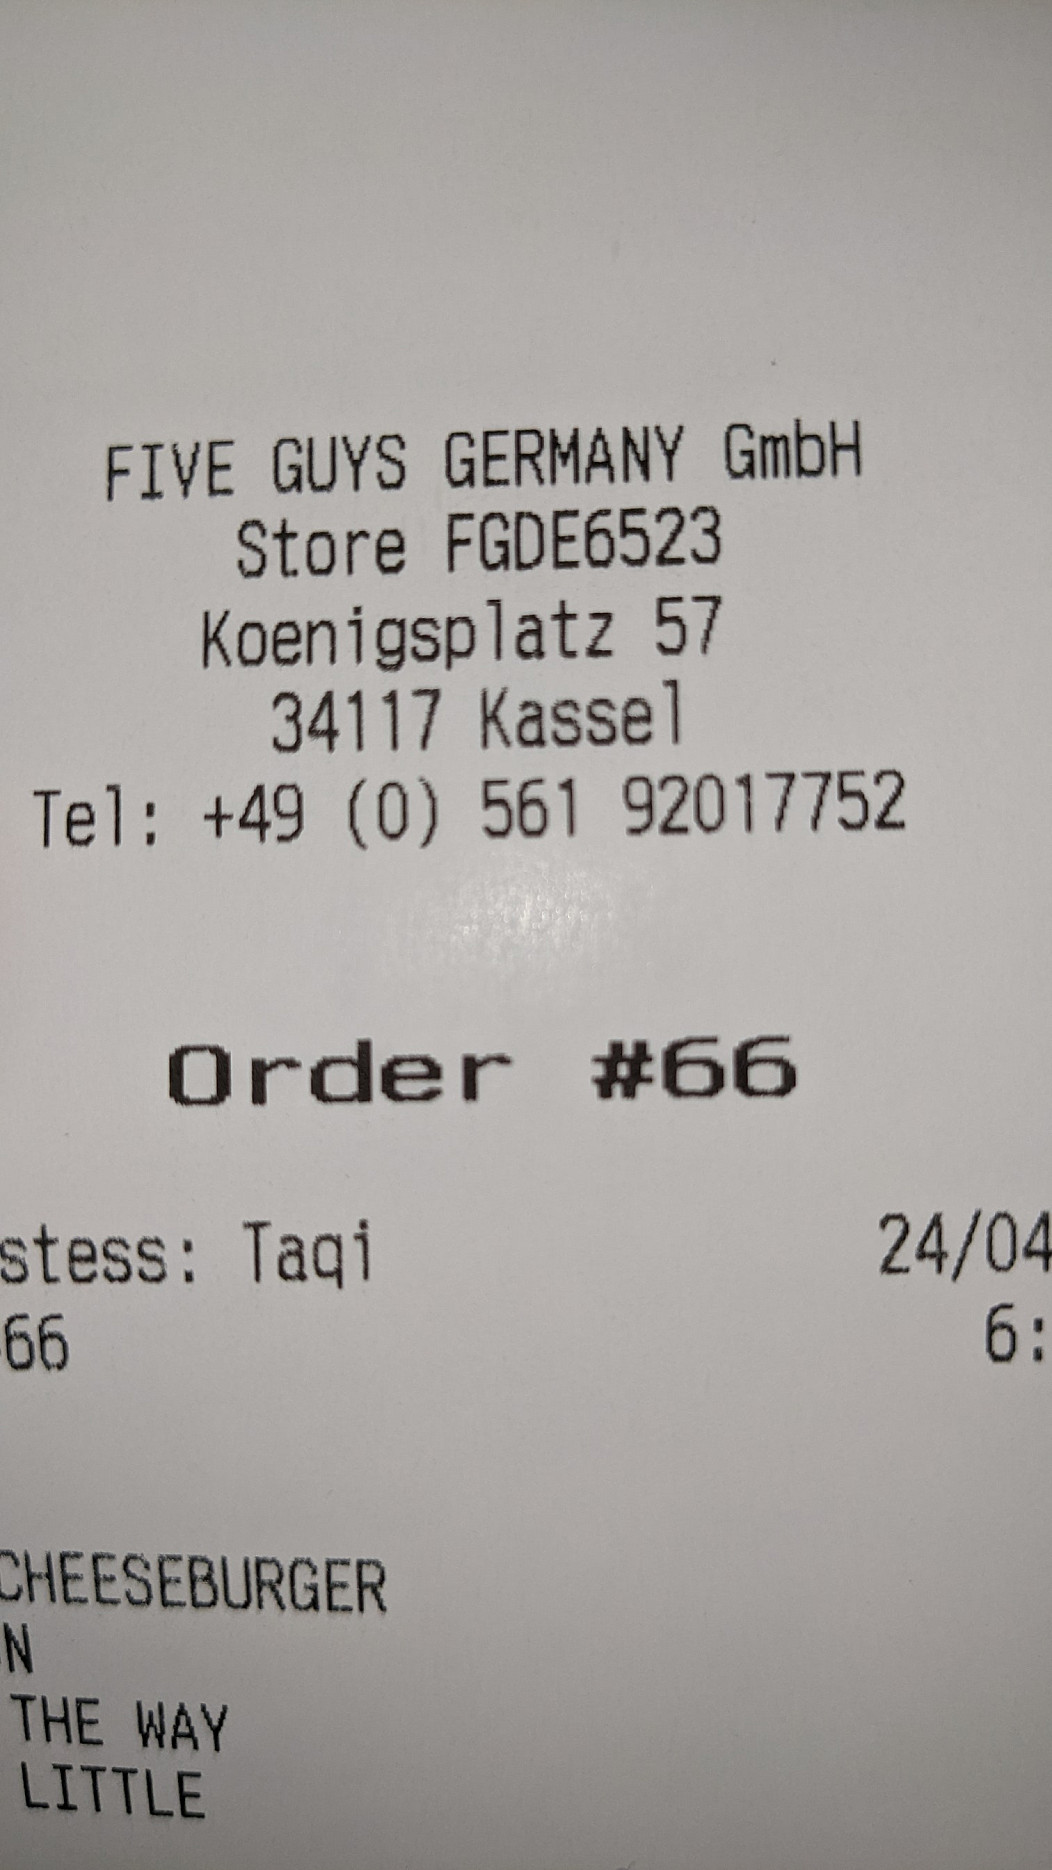 FIVE GUYS GERMANY GmbH
Store FGDE6523
Koenigsplatz 57
34117 Kassel
Tel: +49 (0) 561 92017752
Order #66
stess: Taqi 24/04
66 6:
CHEESEBURGER
N
THE WAY
LITTLE